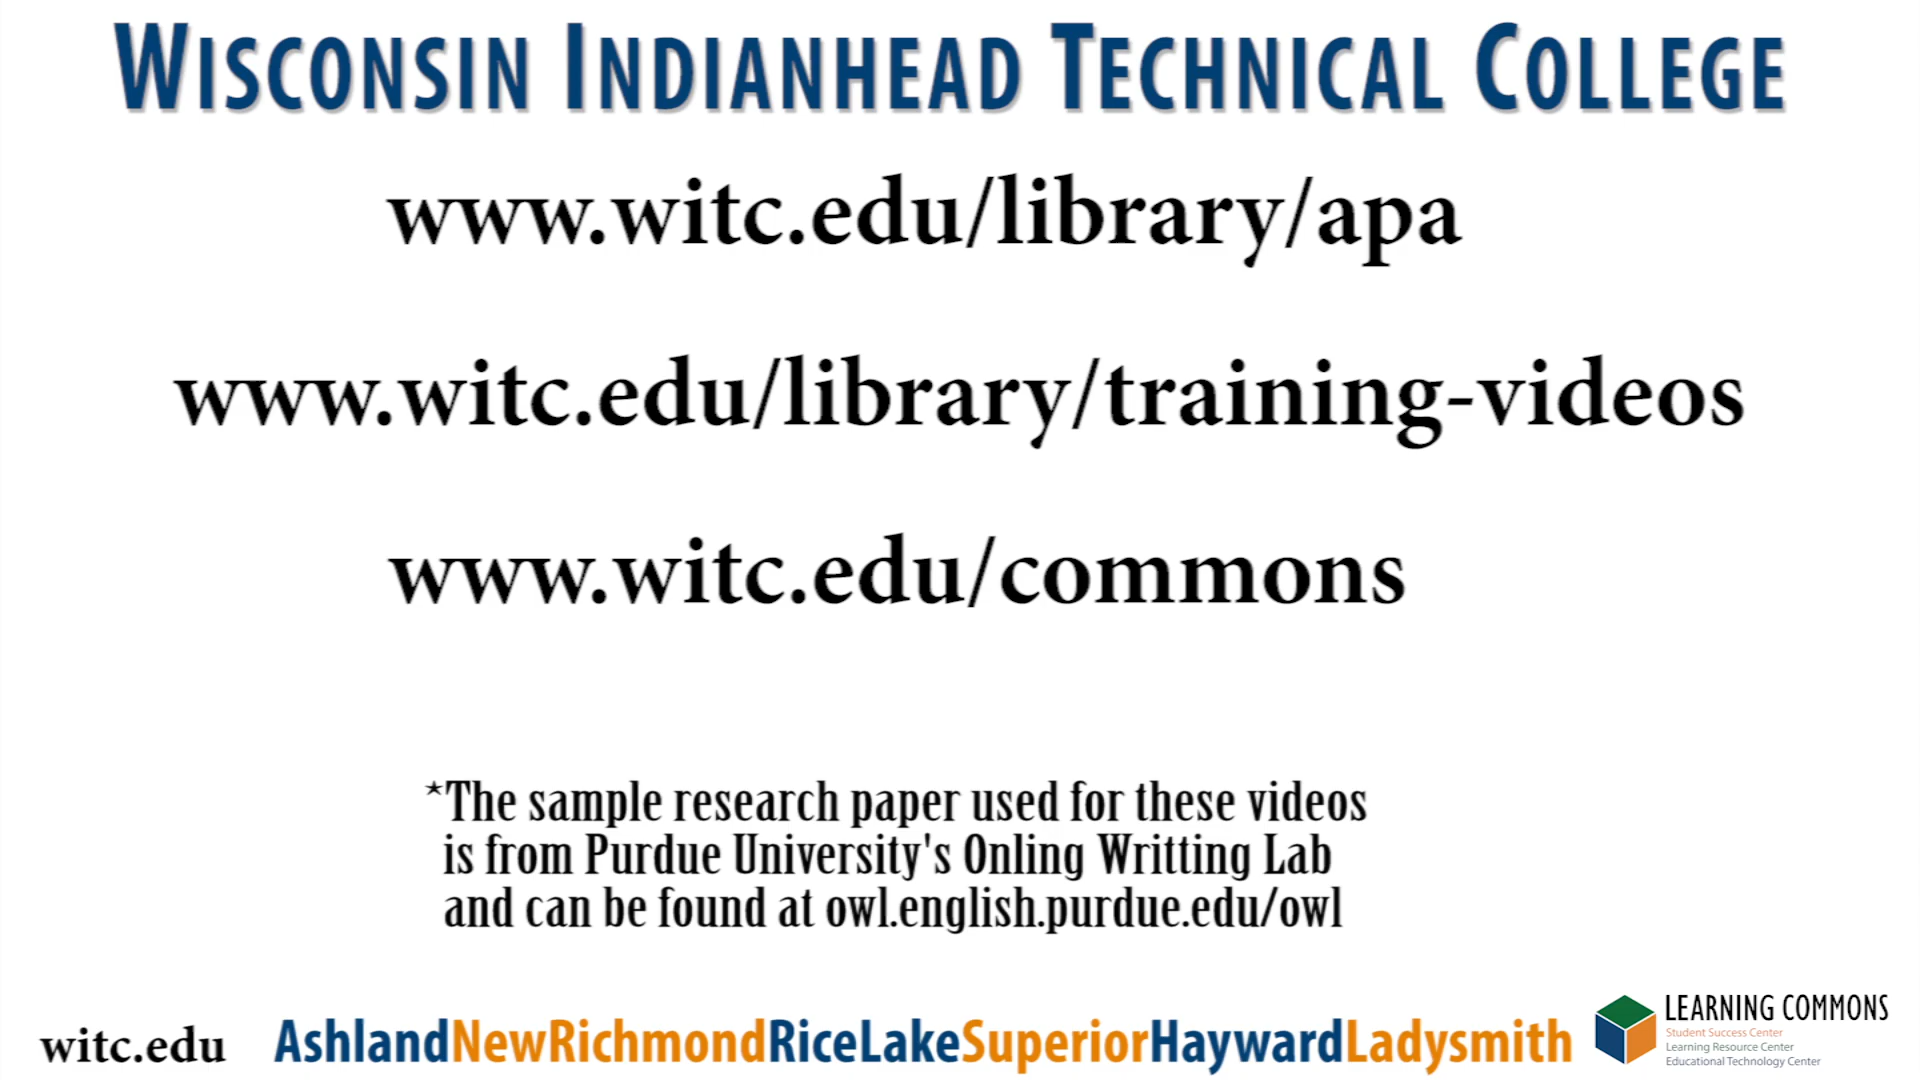 WISCONSIN INDIANHEAD TECHNICAL COLLEGE
www.witc.edu/library/apa
www.witc.edu/library/training-videos
www.witc.edu/commons
*The sample research paper used for these videos
is from Purdue University's Onling Writting Lab
and can be found at owl.english.purdue.edu/owl
witc.edu
AshlandNewRichmondRiceLakeSuperiorHaywardLadysmith
LEARNING COMMONS
Student Success Center
Learning Resource Center
Educational Technology Center